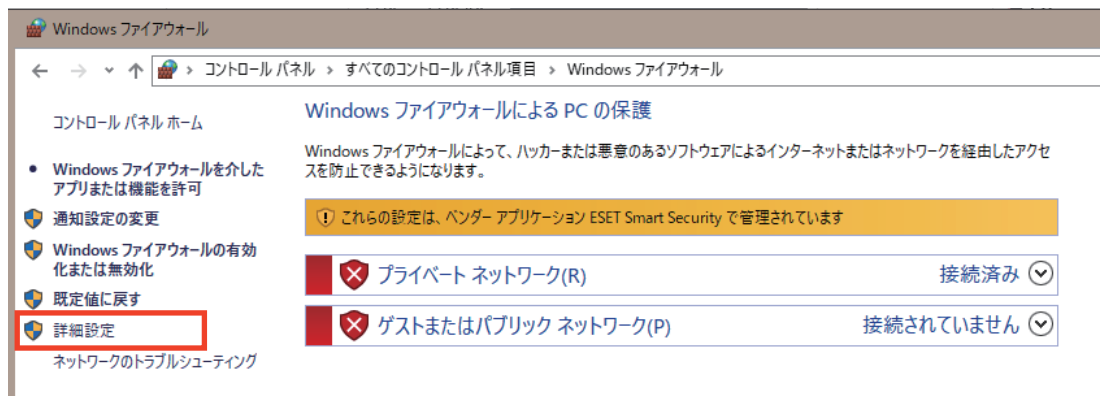 Windows ファイアウォール
コントロール パネル › すべてのコントロール パネル項目 › Windows ファイアウォール
コントロール パネル ホーム
• Windows ファイアウォールを介した
アプリまたは機能を許可
通知設定の変更
Windows ファイアウォールの有効
化または無効化
既定値に戻す
詳細設定
ネットワークのトラブルシューティング
Windows ファイアウォールによる PC の保護
Windows ファイアウォールによって、ハッカーまたは悪意のあるソフトウェアによるインターネットまたはネットワークを経由したアクセ
スを防止できるようになります。
これらの設定は、ベンダー アプリケーション ESET Smart Security で管理されています
プライベート ネットワーク(R) 接続済み
ゲストまたはパブリック ネットワーク(P) 接続されていません